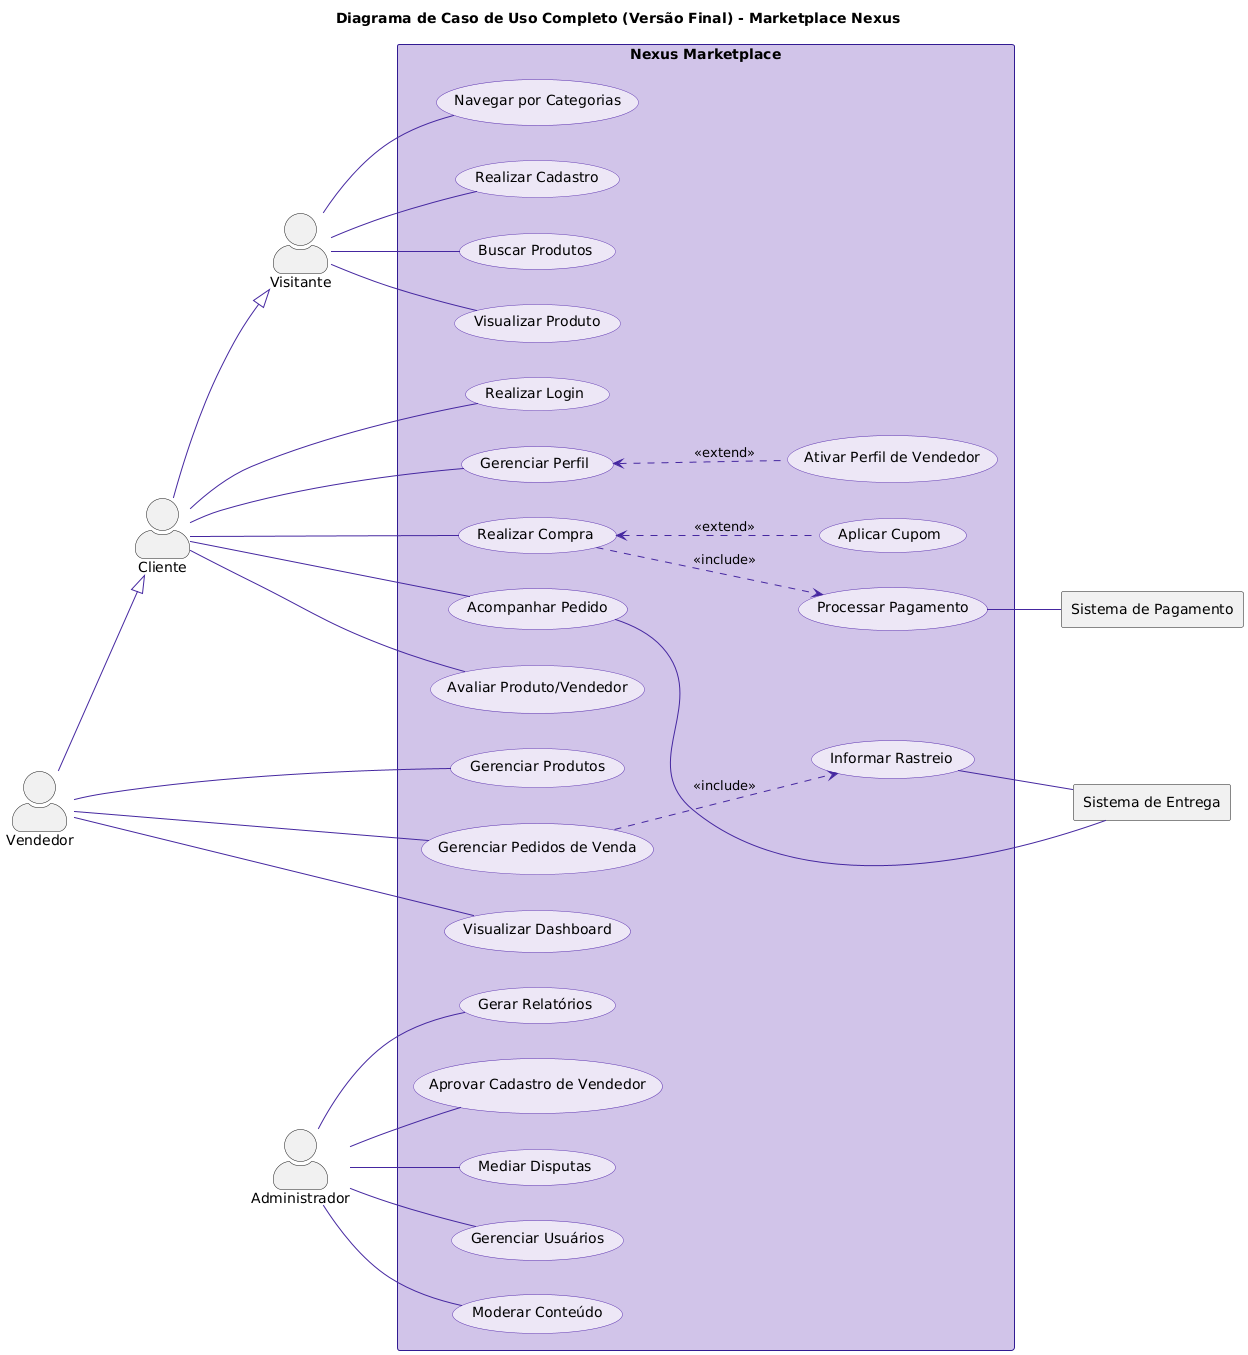 Diagrama de Caso de Uso Completo (Versão Final) - Marketplace Nexus
Nexus Marketplace
Navegar por Categorias
Realizar Cadastro
Buscar Produtos
Visitante
Visualizar Produto
Realizar Login
Gerenciar Perfil
«extend»
Ativar Perfil de Vendedor
Realizar Compra
«extend»
Aplicar Cupom
«include»
Cliente
Acompanhar Pedido
Processar Pagamento
Sistema de Pagamento
Avaliar Produto/Vendedor
Gerenciar Produtos
Informar Rastreio
«include»
Sistema de Entrega
Vendedor
Gerenciar Pedidos de Venda
Visualizar Dashboard
Gerar Relatórios
Aprovar Cadastro de Vendedor
Mediar Disputas
Administrador
Gerenciar Usuários
Moderar Conteúdo